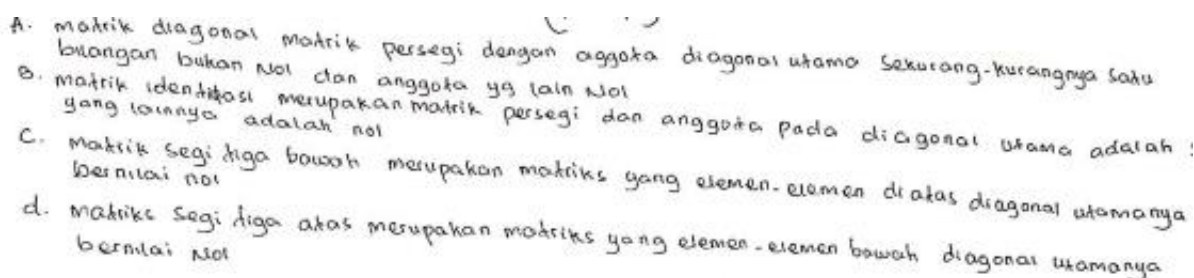 A. matrik diagonal matrik persegi dengan aggota diagonal utama sekurang-kurangnya satu
bilangan bukan Nol dan anggota yg lain Nol
B. matrik identitasi merupakan matrik persegi dan anggota pada diagonal utama adalah
yang lainnya adalah nol
C. Matrik segi tiga bawah merupakan matriks yang elemen-elemen diatas diagonal utamanya
bernilai nol
d. Matriks segi tiga atas merupakan matriks yang elemen-elemen bawah diagonal utamanya
bernilai Nol